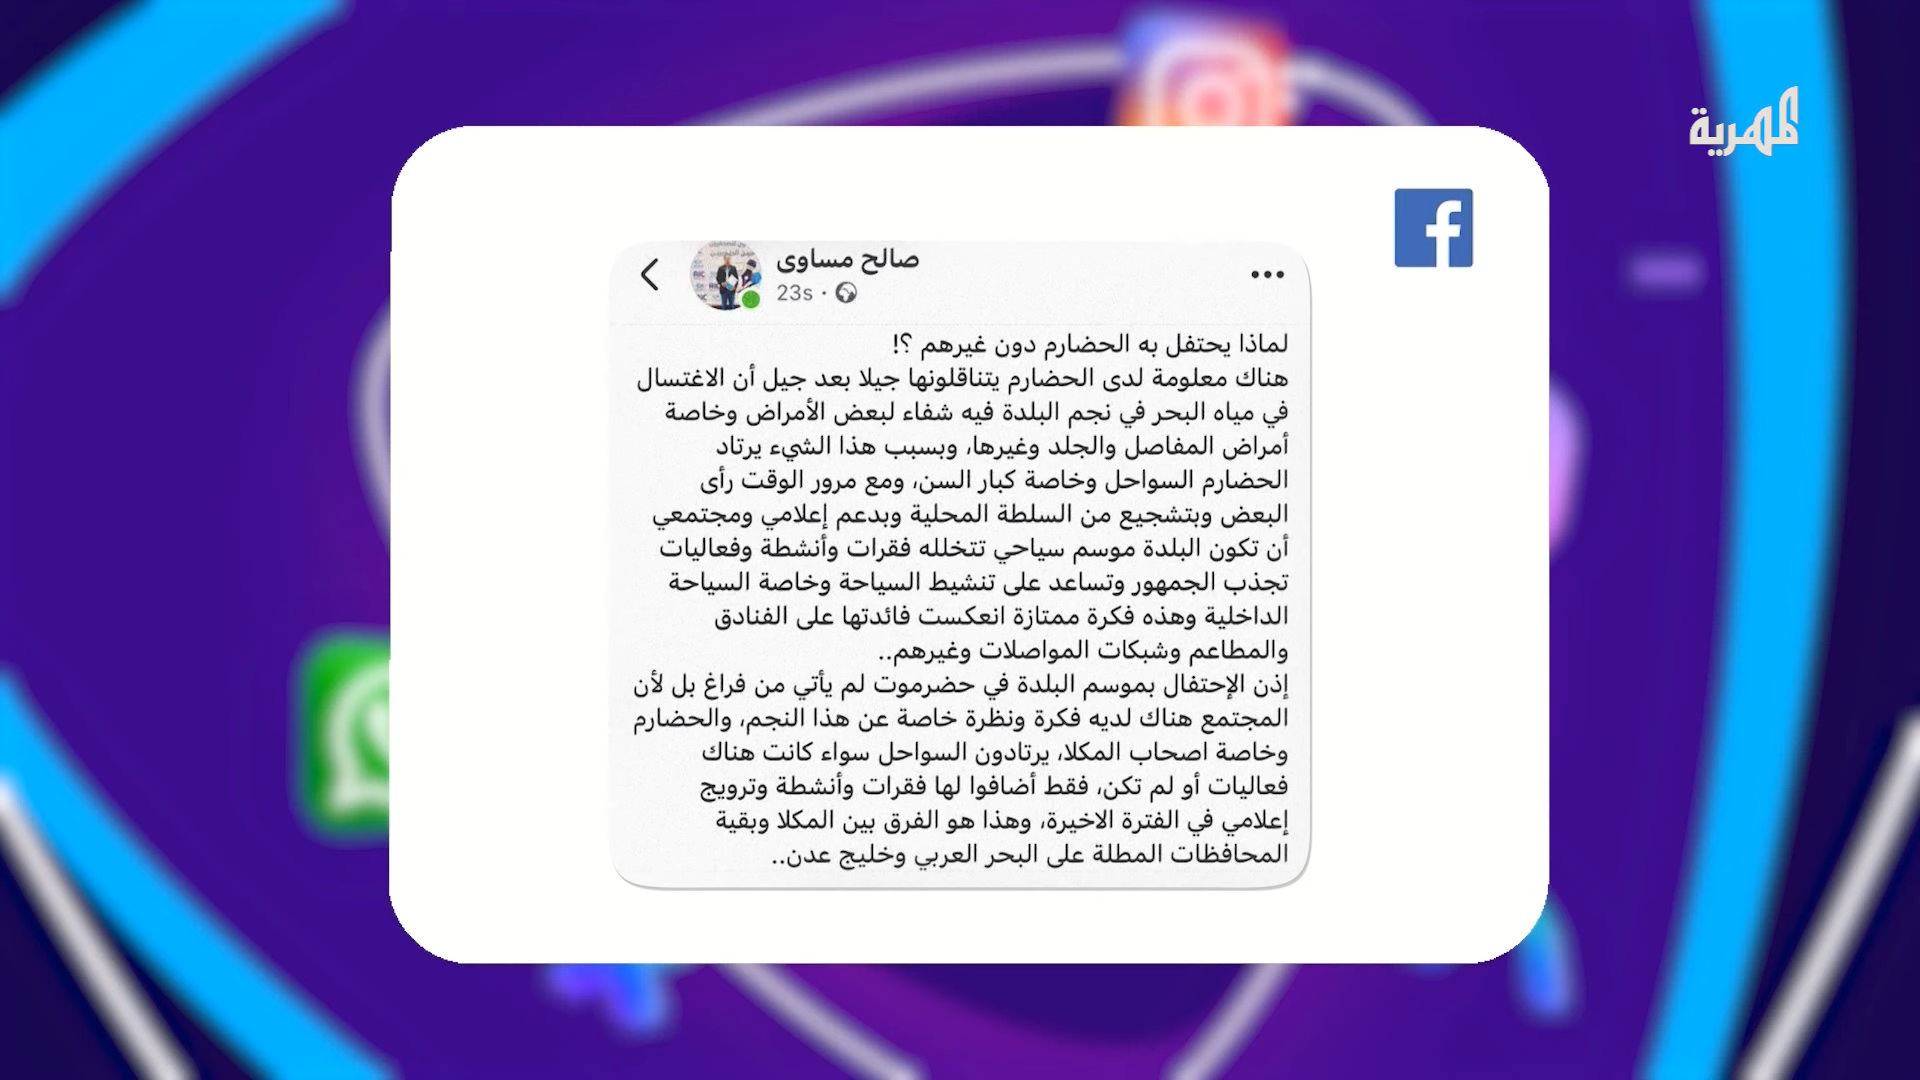 المهرية
صالح مساوى
23s
لماذا يحتفل به الحضارم دون غيرهم ؟!
هناك معلومة لدى الحضارم يتناقلونها جيلا بعد جيل أن الاغتسال
في مياه البحر في نجم البلدة فيه شفاء لبعض الأمراض وخاصة
أمراض المفاصل والجلد وغيرها، وبسبب هذا الشيء يرتاد
الحضارم السواحل وخاصة كبار السن، ومع مرور الوقت رأى
البعض وبتشجيع من السلطة المحلية وبدعم إعلامي ومجتمعي
أن تكون البلدة موسم سياحي تتخلله فقرات وأنشطة وفعاليات
تجذب الجمهور وتساعد على تنشيط السياحة وخاصة السياحة
الداخلية وهذه فكرة ممتازة انعكست فائدتها على الفنادق
والمطاعم وشبكات المواصلات وغيرهم..
إذن الإحتفال بموسم البلدة في حضرموت لم يأتي من فراغ بل لأن
المجتمع هناك لديه فكرة ونظرة خاصة عن هذا النجم، والحضارم
وخاصة اصحاب المكلا، يرتادون السواحل سواء كانت هناك
فعاليات أو لم تكن، فقط أضافوا لها فقرات وأنشطة وترويج
إعلامي في الفترة الاخيرة، وهذا هو الفرق بين المكلا وبقية
المحافظات المطلة على البحر العربي وخليج عدن..